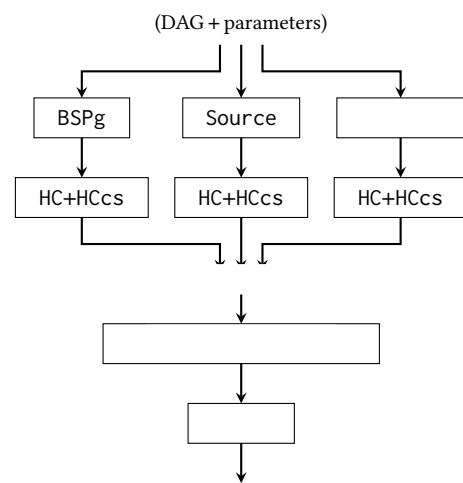 (DAG + parameters)
BSPg
Source
HC+HCcs
HC+HCcs
HC+HCcs